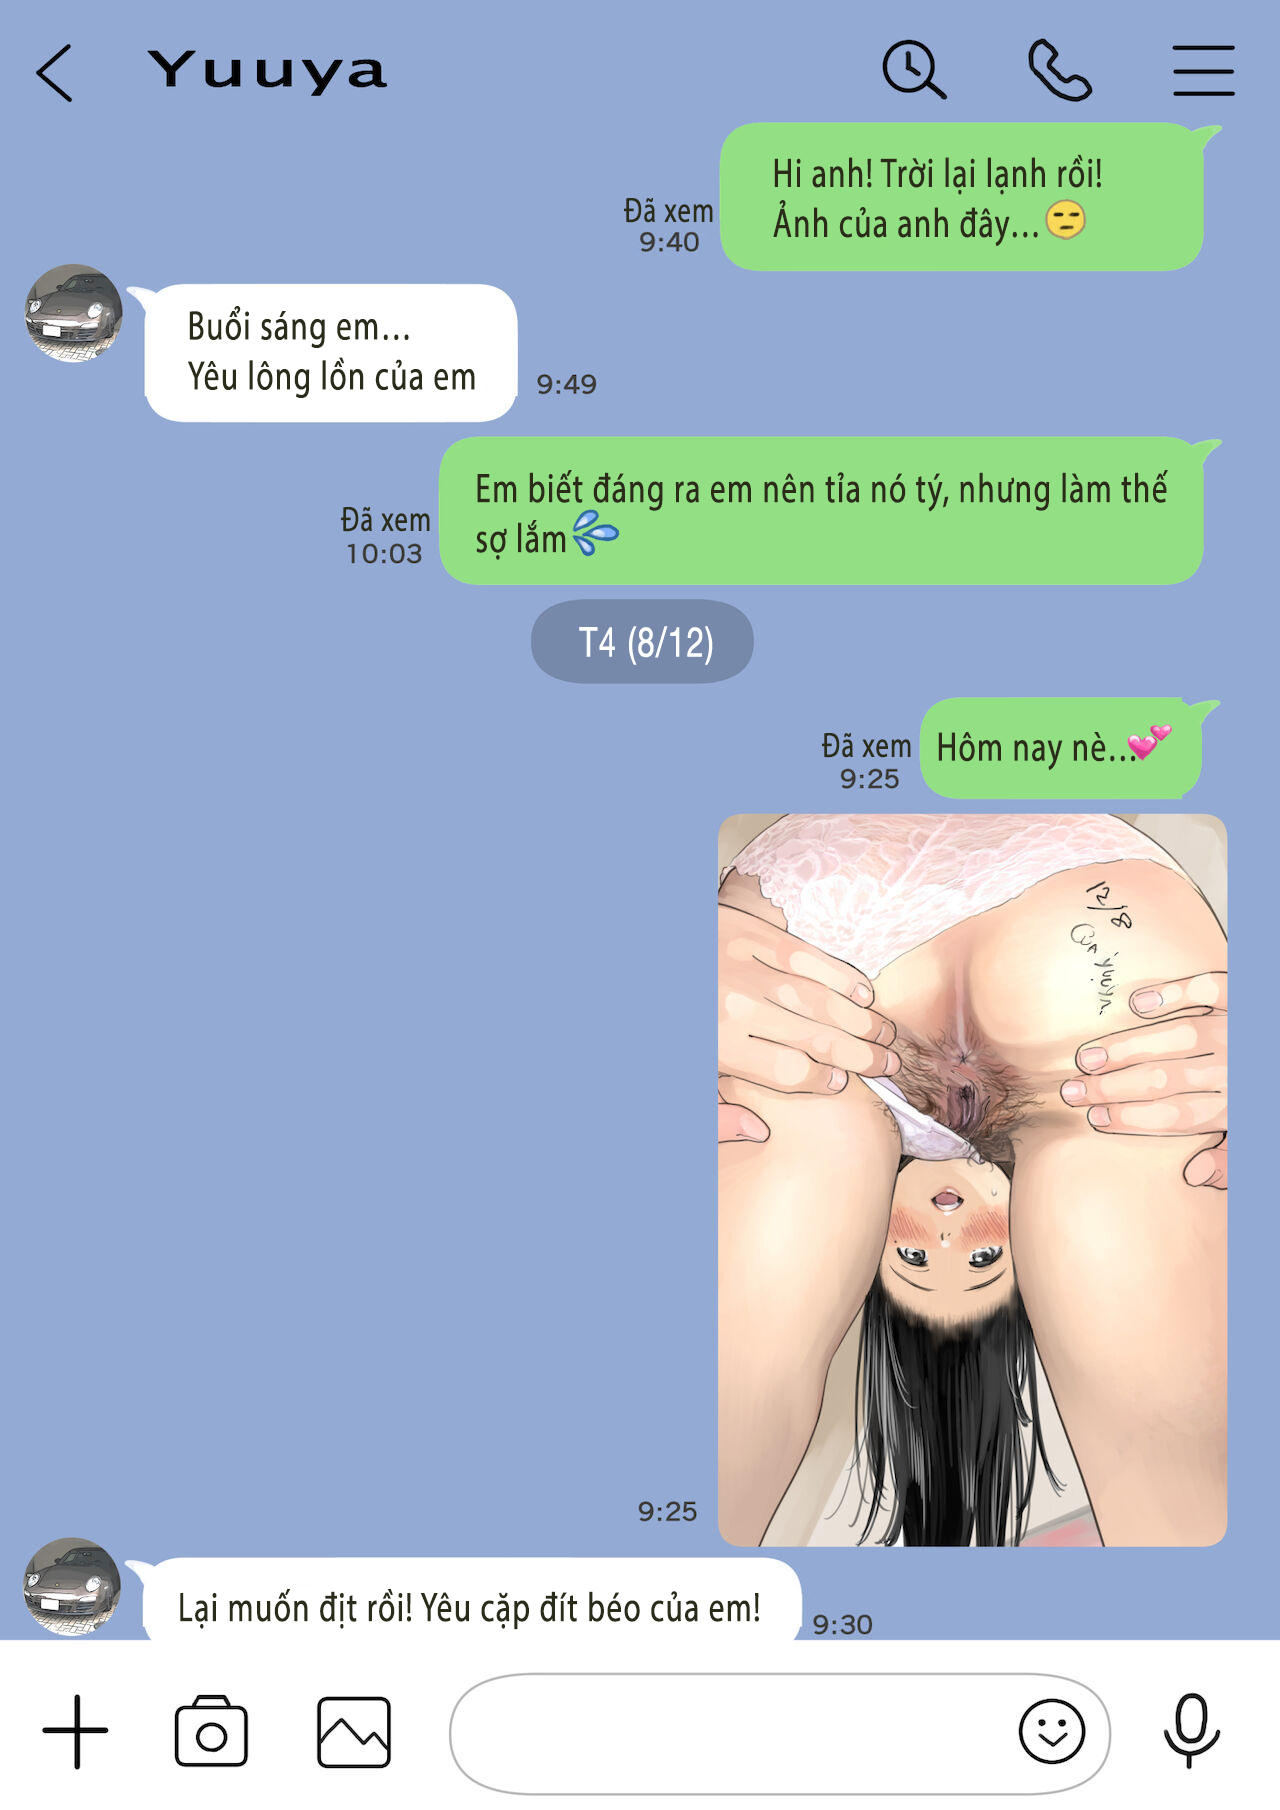 Yuuya
Hi anh! Trời lại lạnh rồi!
Ảnh của anh đây...
Đã xem
9:40
Buổi sáng em...
Yêu lông lồn của em
9:49
Em biết đáng ra em nên tỉa nó tý, nhưng làm thế
sợ lắm
Đã xem
10:03
T4 (8/12)
Hôm nay nè...
Đã xem
9:25
12/8
Của Yuuya
9:25
Lại muốn địt rồi! Yêu cặp đít béo của em!
9:30